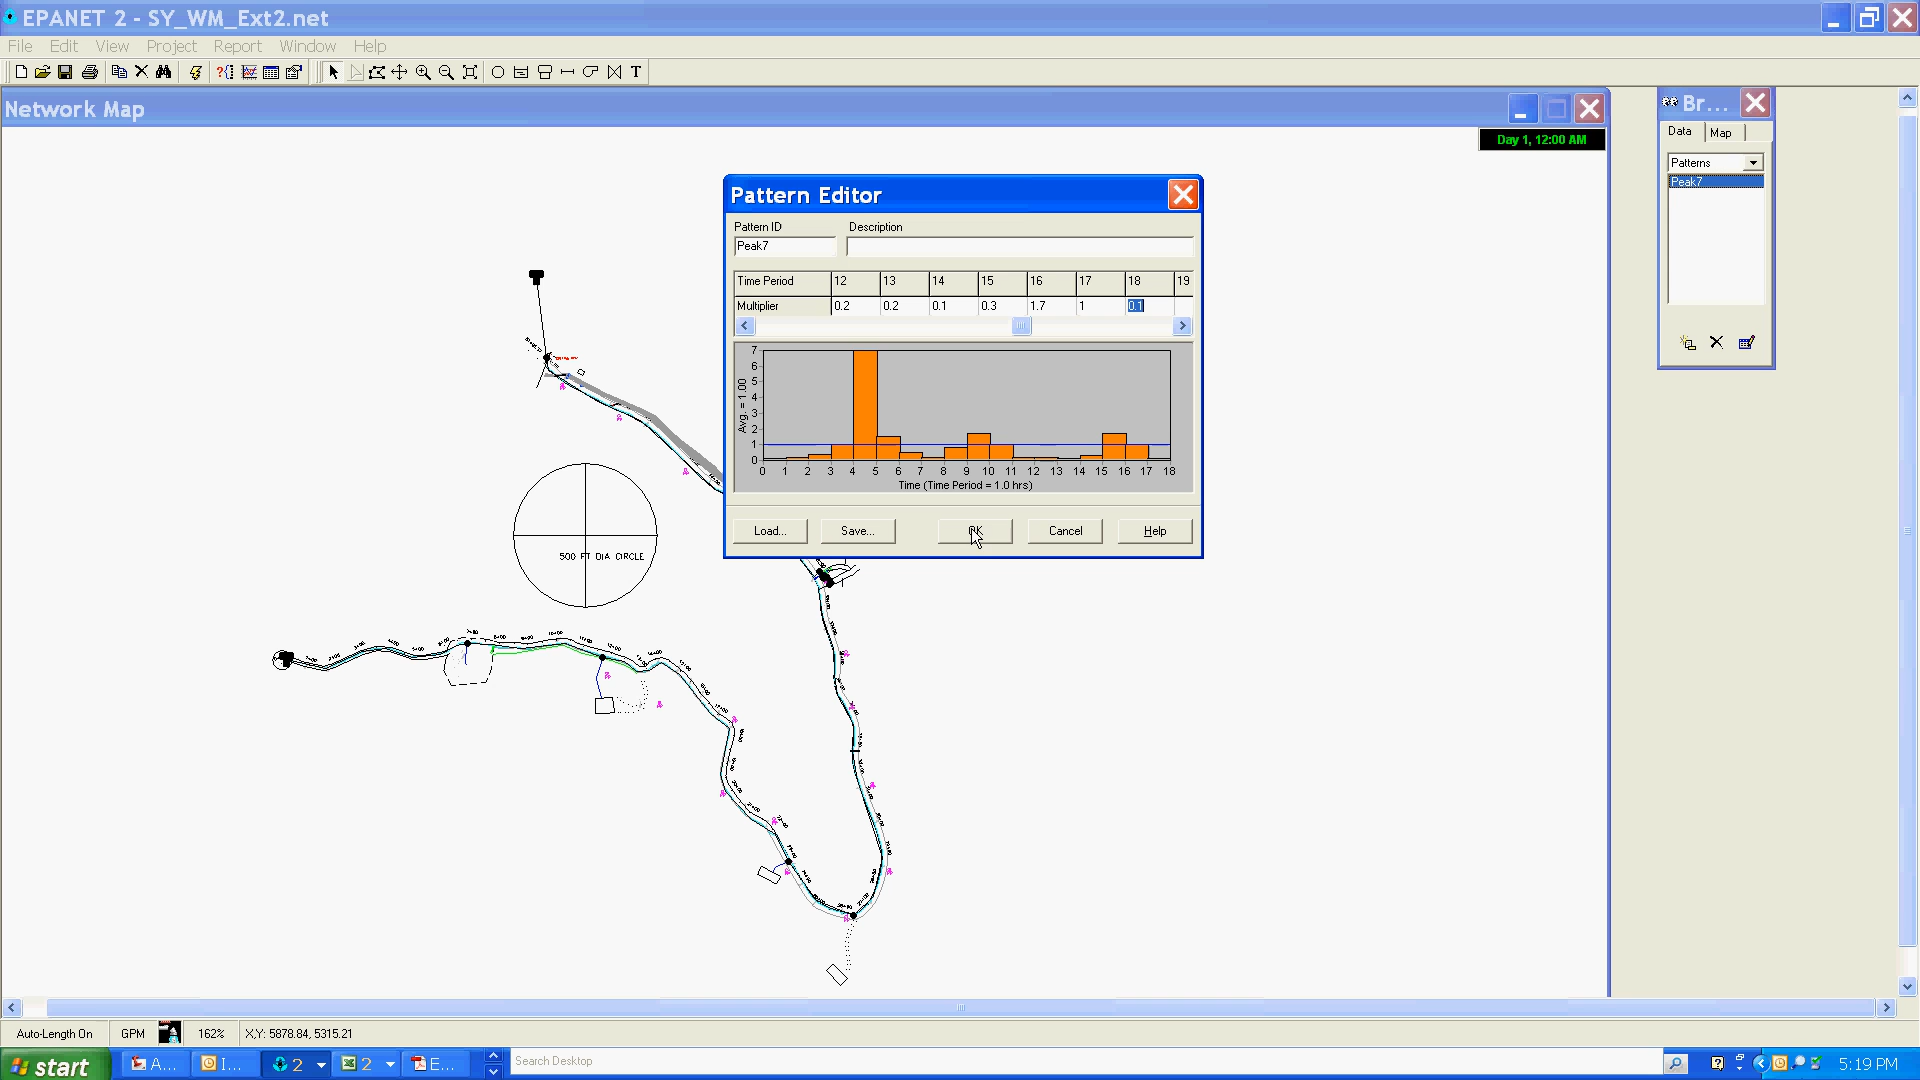 EPANET 2 - SY_WM_Ext2.net
File Edit View Project Report Window Help
T
Network Map
Day 1, 12:00 AM
Br...
Data Map
Patterns
Peak7
Pattern Editor
Pattern ID Description
Peak7
Time Period 12 13 14 15 16 17 18 19
Multiplier 0.2 0.2 0.1 0.3 1.7 1 0.1
Avg. = 1.00
7
6
5
4
3
2
1
0
0 1 2 3 4 5 6 7 8 9 10 11 12 13 14 15 16 17 18
Time (Time Period = 1.0 hrs)
Load... Save... OK Cancel Help
500 FT DIA CIRCLE
Auto-Length On GPM 162% X,Y: 5878.84, 5315.21
start A... I... 2 2 E... Search Desktop 5:19 PM